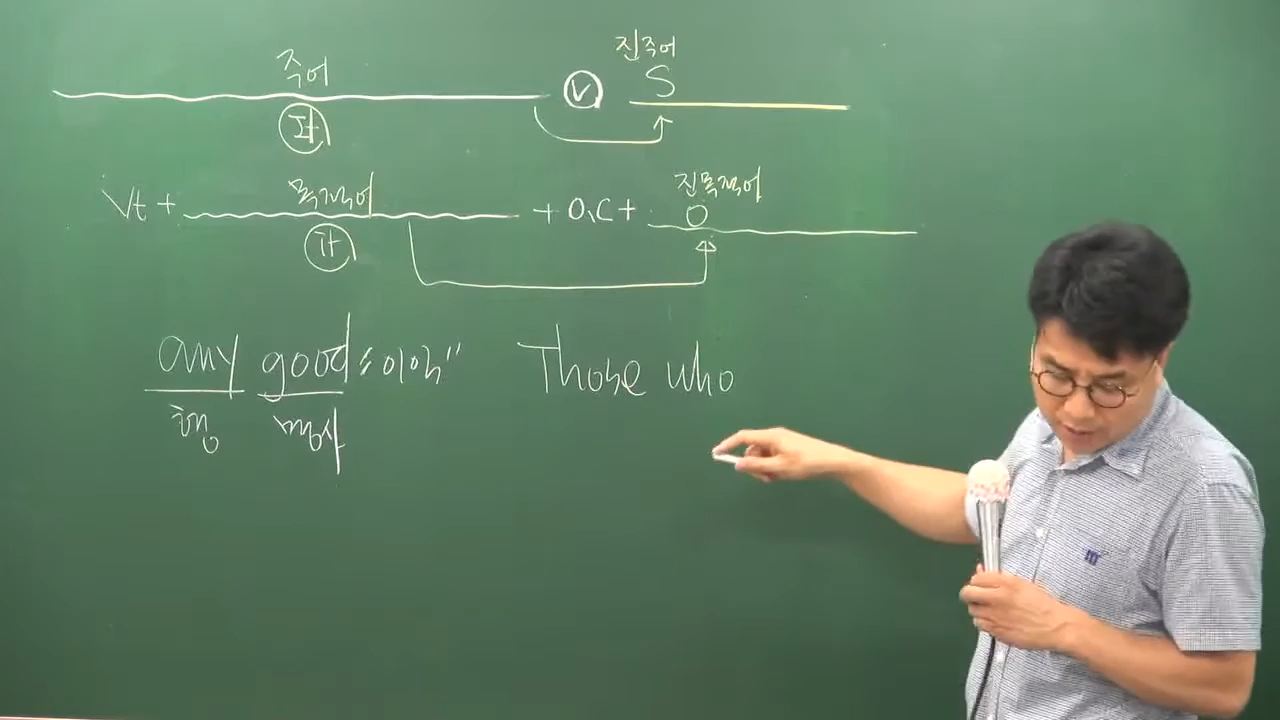 진주어
주어 Ⓥ S
Vt + 목적어 + O.C + 진목적어 O
가
any good = "이익" Those who
형 명사